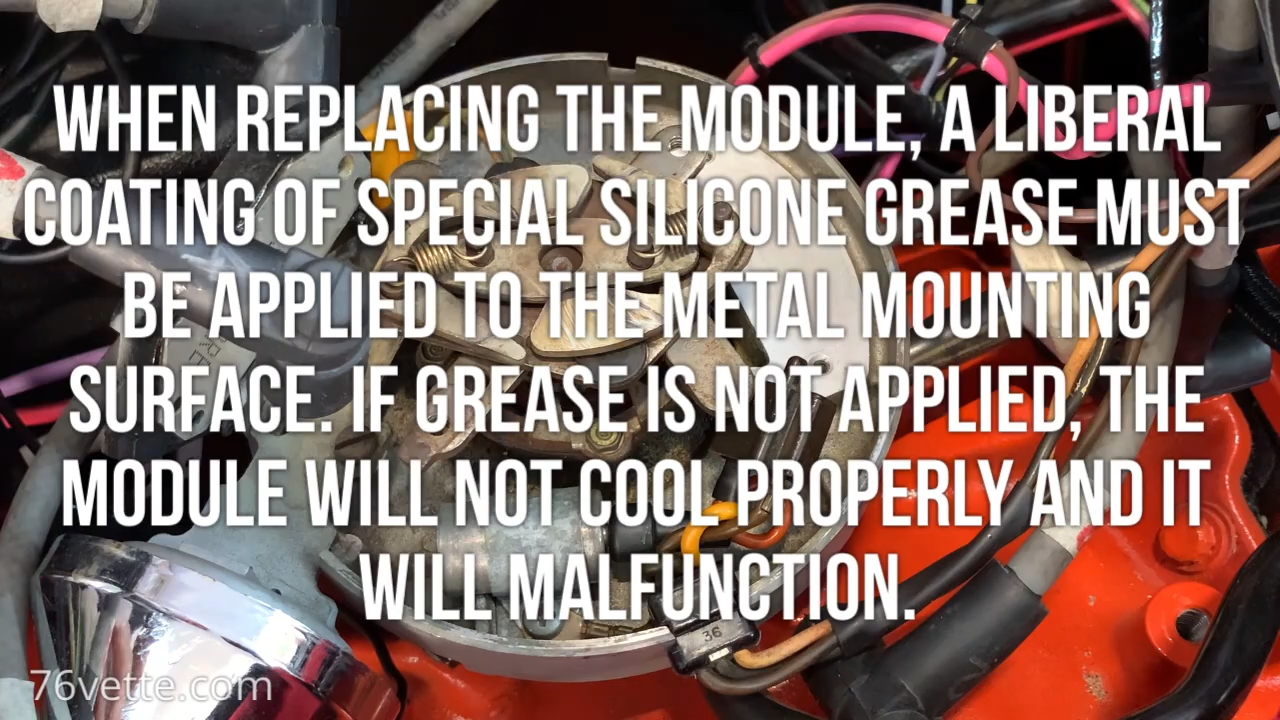 WHEN REPLACING THE MODULE, A LIBERAL
COATING OF SPECIAL SILICONE GREASE MUST
BE APPLIED TO THE METAL MOUNTING
SURFACE. IF GREASE IS NOT APPLIED, THE
MODULE WILL NOT COOL PROPERLY AND IT
WILL MALFUNCTION.
36
76vette.com